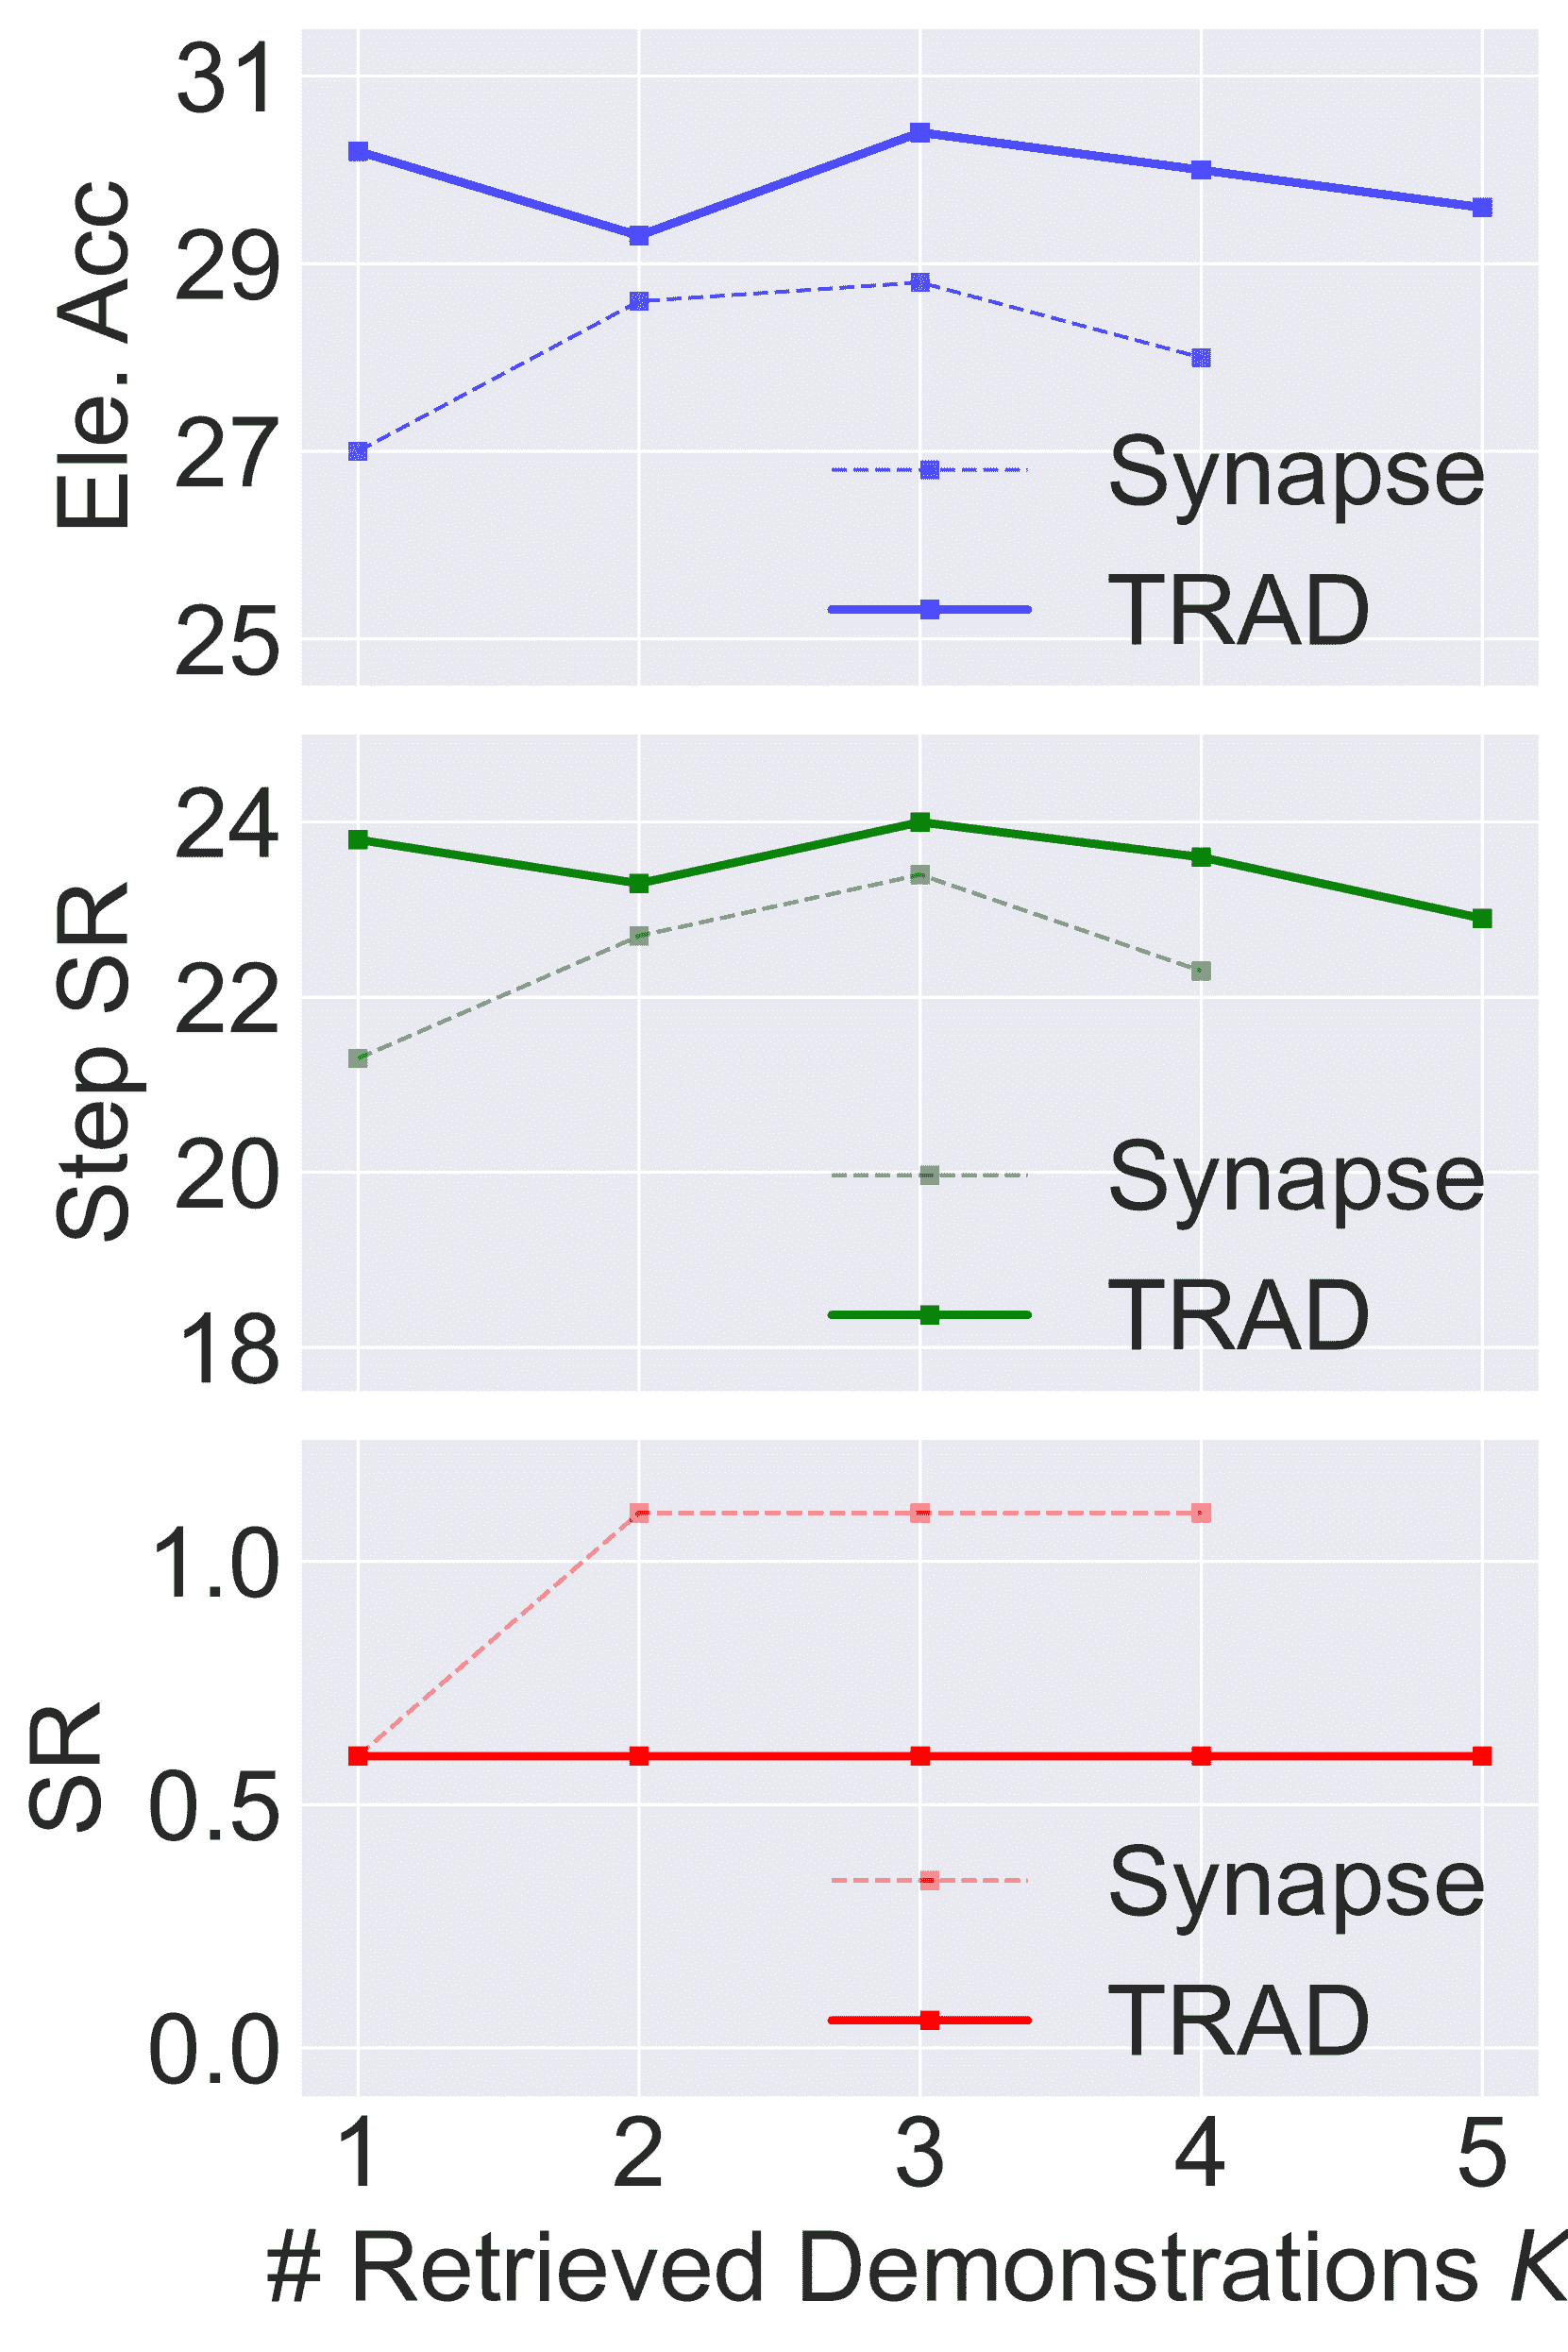 31
29
27
25
Ele. Acc
Synapse
TRAD
24
22
20
18
Step SR
Synapse
TRAD
1.0
0.5
0.0
SR
Synapse
TRAD
1 2 3 4 5
# Retrieved Demonstrations K